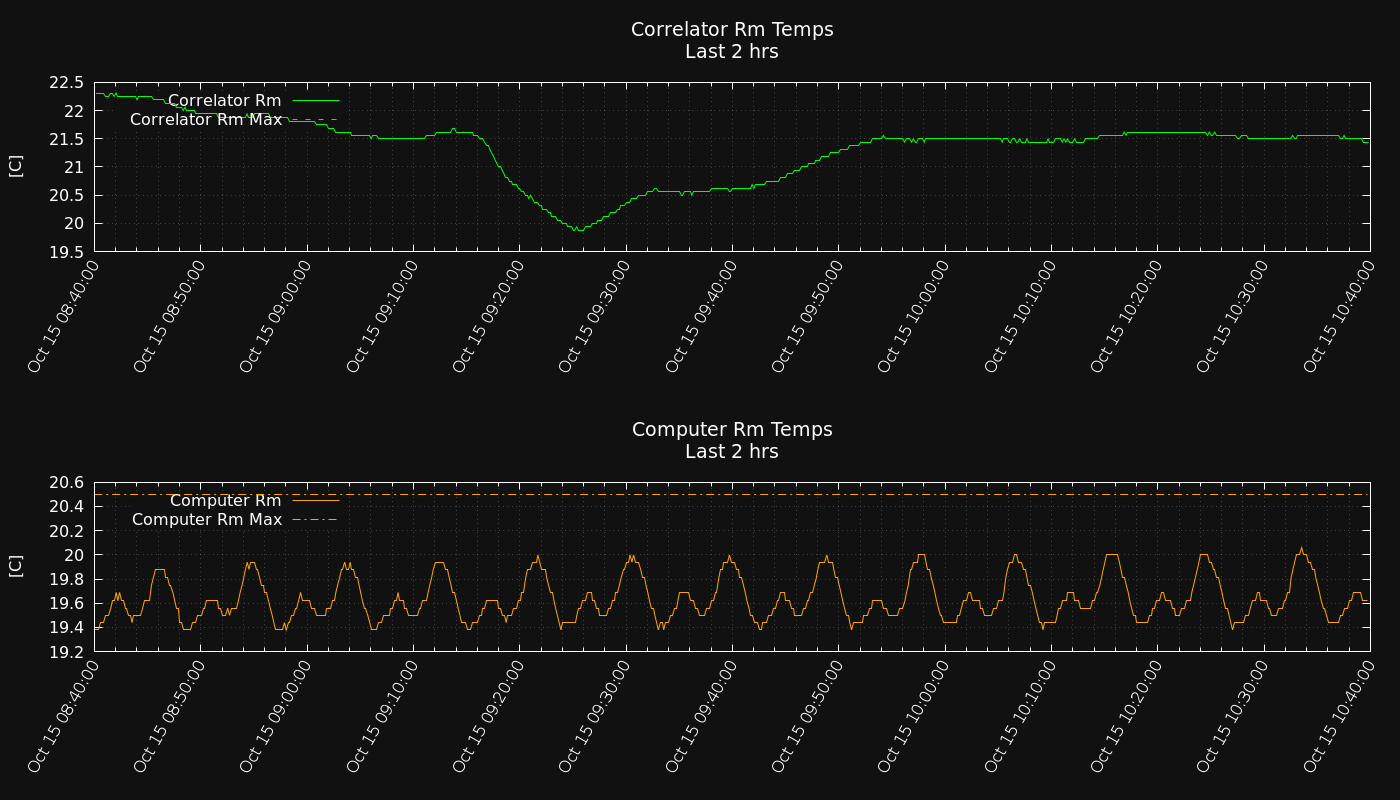 Correlator Rm Temps
Last 2 hrs
22.5
22
21.5
21
20.5
20
19.5
[C]
Correlator Rm
Correlator Rm Max
Oct 15 08:40:00
Oct 15 08:50:00
Oct 15 09:00:00
Oct 15 09:10:00
Oct 15 09:20:00
Oct 15 09:30:00
Oct 15 09:40:00
Oct 15 09:50:00
Oct 15 10:00:00
Oct 15 10:10:00
Oct 15 10:20:00
Oct 15 10:30:00
Oct 15 10:40:00
Computer Rm Temps
Last 2 hrs
20.6
20.4
20.2
20
19.8
19.6
19.4
19.2
[C]
Computer Rm
Computer Rm Max
Oct 15 08:40:00
Oct 15 08:50:00
Oct 15 09:00:00
Oct 15 09:10:00
Oct 15 09:20:00
Oct 15 09:30:00
Oct 15 09:40:00
Oct 15 09:50:00
Oct 15 10:00:00
Oct 15 10:10:00
Oct 15 10:20:00
Oct 15 10:30:00
Oct 15 10:40:00